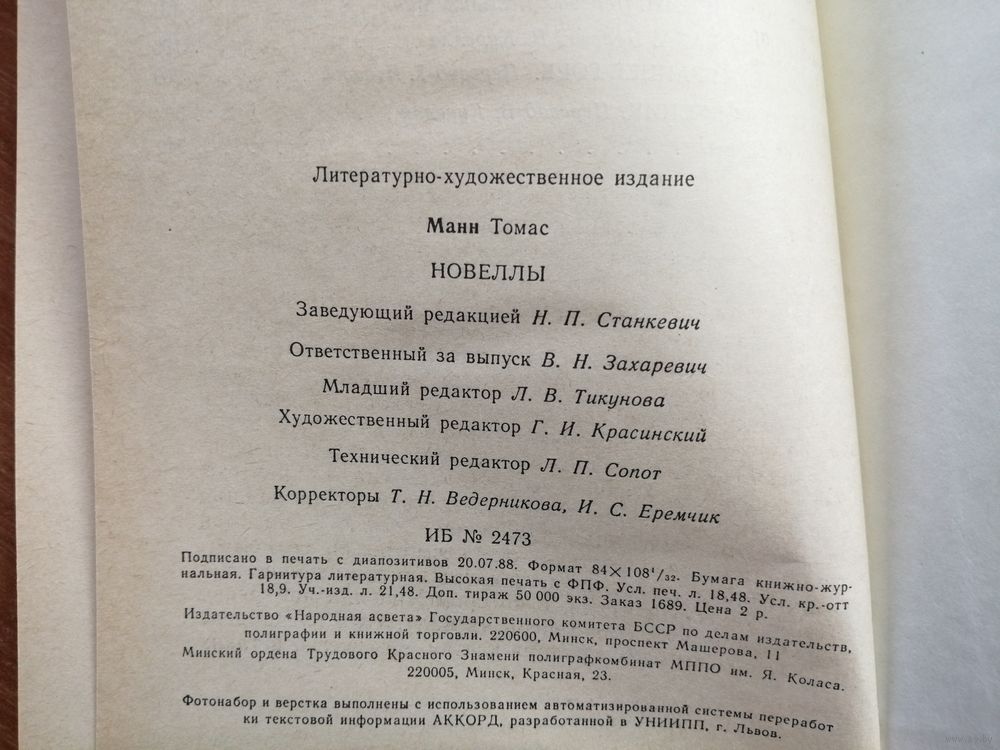 Литературно-художественное издание
Манн Томас
НОВЕЛЛЫ
Заведующий редакцией Н. П. Станкевич
Ответственный за выпуск В. Н. Захаревич
Младший редактор Л. В. Тикунова
Художественный редактор Г. И. Красинский
Технический редактор Л. П. Сопот
Корректоры Т. Н. Ведерникова, И. С. Еремчик
ИБ № 2473
Подписано в печать с диапозитивов 20.07.88. Формат 84×108¹/₃₂. Бумага книжно-жур-
нальная. Гарнитура литературная. Высокая печать с ФПФ. Усл. печ. л. 18,48. Усл. кр.-отт
18,9. Уч.-изд. л. 21,48. Доп. тираж 50 000 экз. Заказ 1689. Цена 2 р.
Издательство «Народная асвета» Государственного комитета БССР по делам издательств,
полиграфии и книжной торговли. 220600, Минск, проспект Машерова, 11
Минский ордена Трудового Красного Знамени полиграфкомбинат МППО им. Я. Коласа.
220005, Минск, Красная, 23.
Фотонабор и верстка выполнены с использованием автоматизированной системы переработ
ки текстовой информации АККОРД, разработанной в УНИИПП, г. Львов.